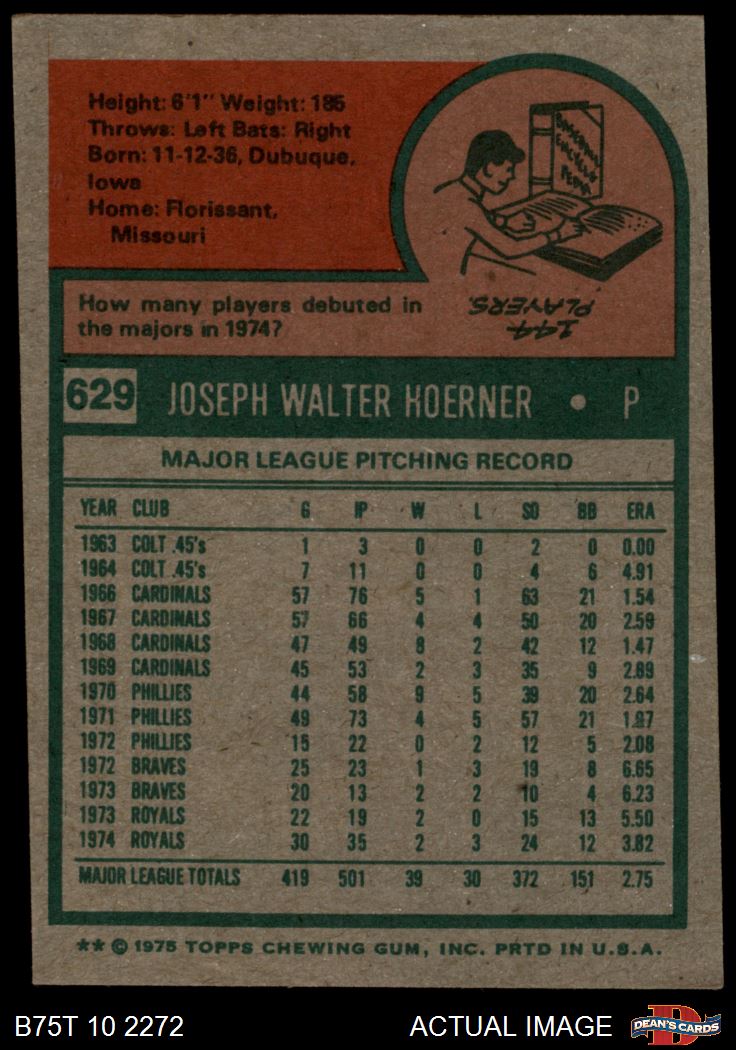 Height: 6'1" Weight: 185
Throws: Left Bats: Right
Born: 11-12-36, Dubuque,
Iowa
Home: Florissant,
Missouri
BASEBALL
ENCYCLO-
PEDIA
How many players debuted in
the majors in 1974?
144
PLAYERS.
629 JOSEPH WALTER HOERNER • P
MAJOR LEAGUE PITCHING RECORD
YEAR CLUB G IP W L SO BB ERA
1963 COLT .45's 1 3 0 0 2 0 0.00
1964 COLT .45's 7 11 0 0 4 6 4.91
1966 CARDINALS 57 76 5 1 63 21 1.54
1967 CARDINALS 57 66 4 4 50 20 2.59
1968 CARDINALS 47 49 8 2 42 12 1.47
1969 CARDINALS 45 53 2 3 35 9 2.89
1970 PHILLIES 44 58 9 5 39 20 2.64
1971 PHILLIES 49 73 4 5 57 21 1.97
1972 PHILLIES 15 22 0 2 12 5 2.08
1972 BRAVES 25 23 1 3 19 8 6.65
1973 BRAVES 20 13 2 2 10 4 6.23
1973 ROYALS 22 19 2 0 15 13 5.50
1974 ROYALS 30 35 2 3 24 12 3.82
MAJOR LEAGUE TOTALS 419 501 39 30 372 151 2.75
** © 1975 TOPPS CHEWING GUM, INC. PRTD IN U.S.A.
B75T 10 2272 ACTUAL IMAGE DEAN'S CARDS